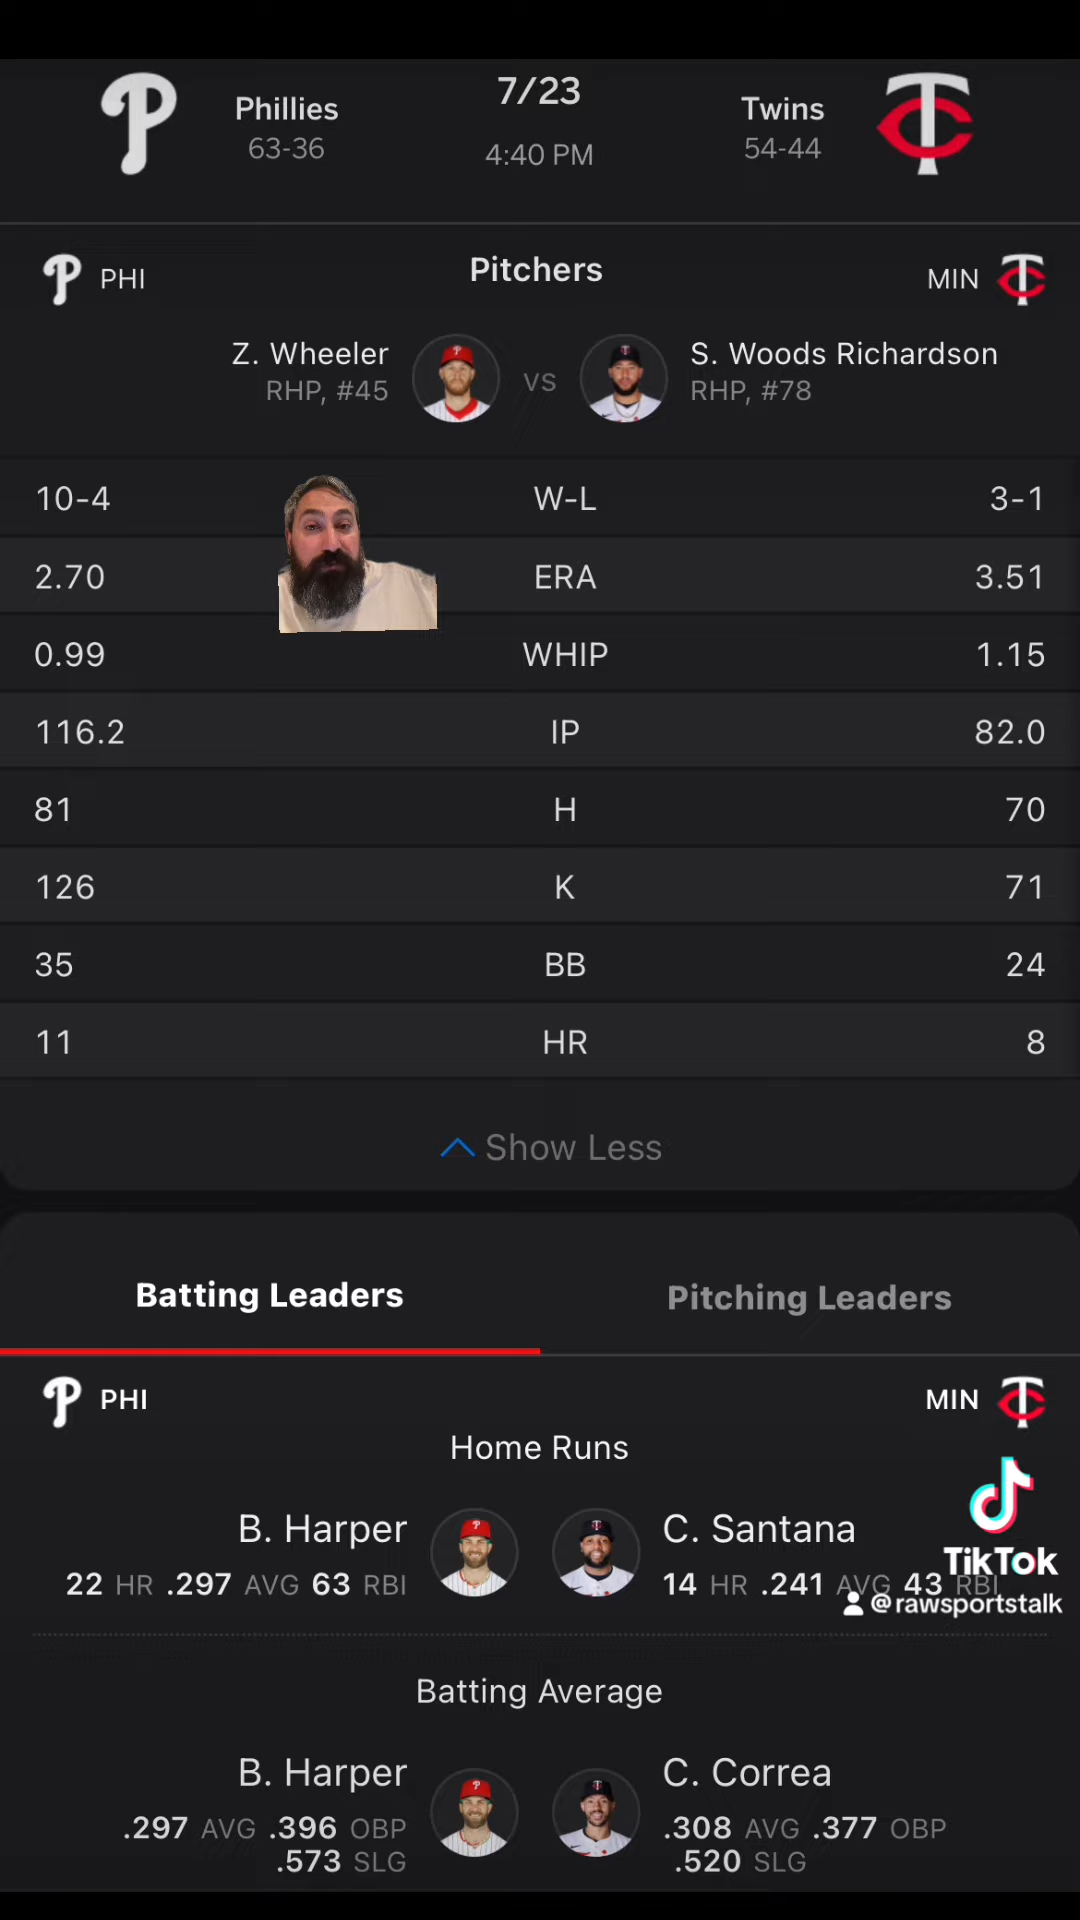 Phillies
63-36
7/23
4:40 PM
Twins
54-44
PHI
Pitchers
MIN
Z. Wheeler
RHP, #45
vs
S. Woods Richardson
RHP, #78
10-4 W-L 3-1
2.70 ERA 3.51
0.99 WHIP 1.15
116.2 IP 82.0
81 H 70
126 K 71
35 BB 24
11 HR 8
Show Less
Batting Leaders
Pitching Leaders
PHI
MIN
Home Runs
B. Harper
22 HR .297 AVG 63 RBI
C. Santana
14 HR .241 AVG 43 RBI
TikTok
@rawsportstalk
Batting Average
B. Harper
.297 AVG .396 OBP
.573 SLG
C. Correa
.308 AVG .377 OBP
.520 SLG